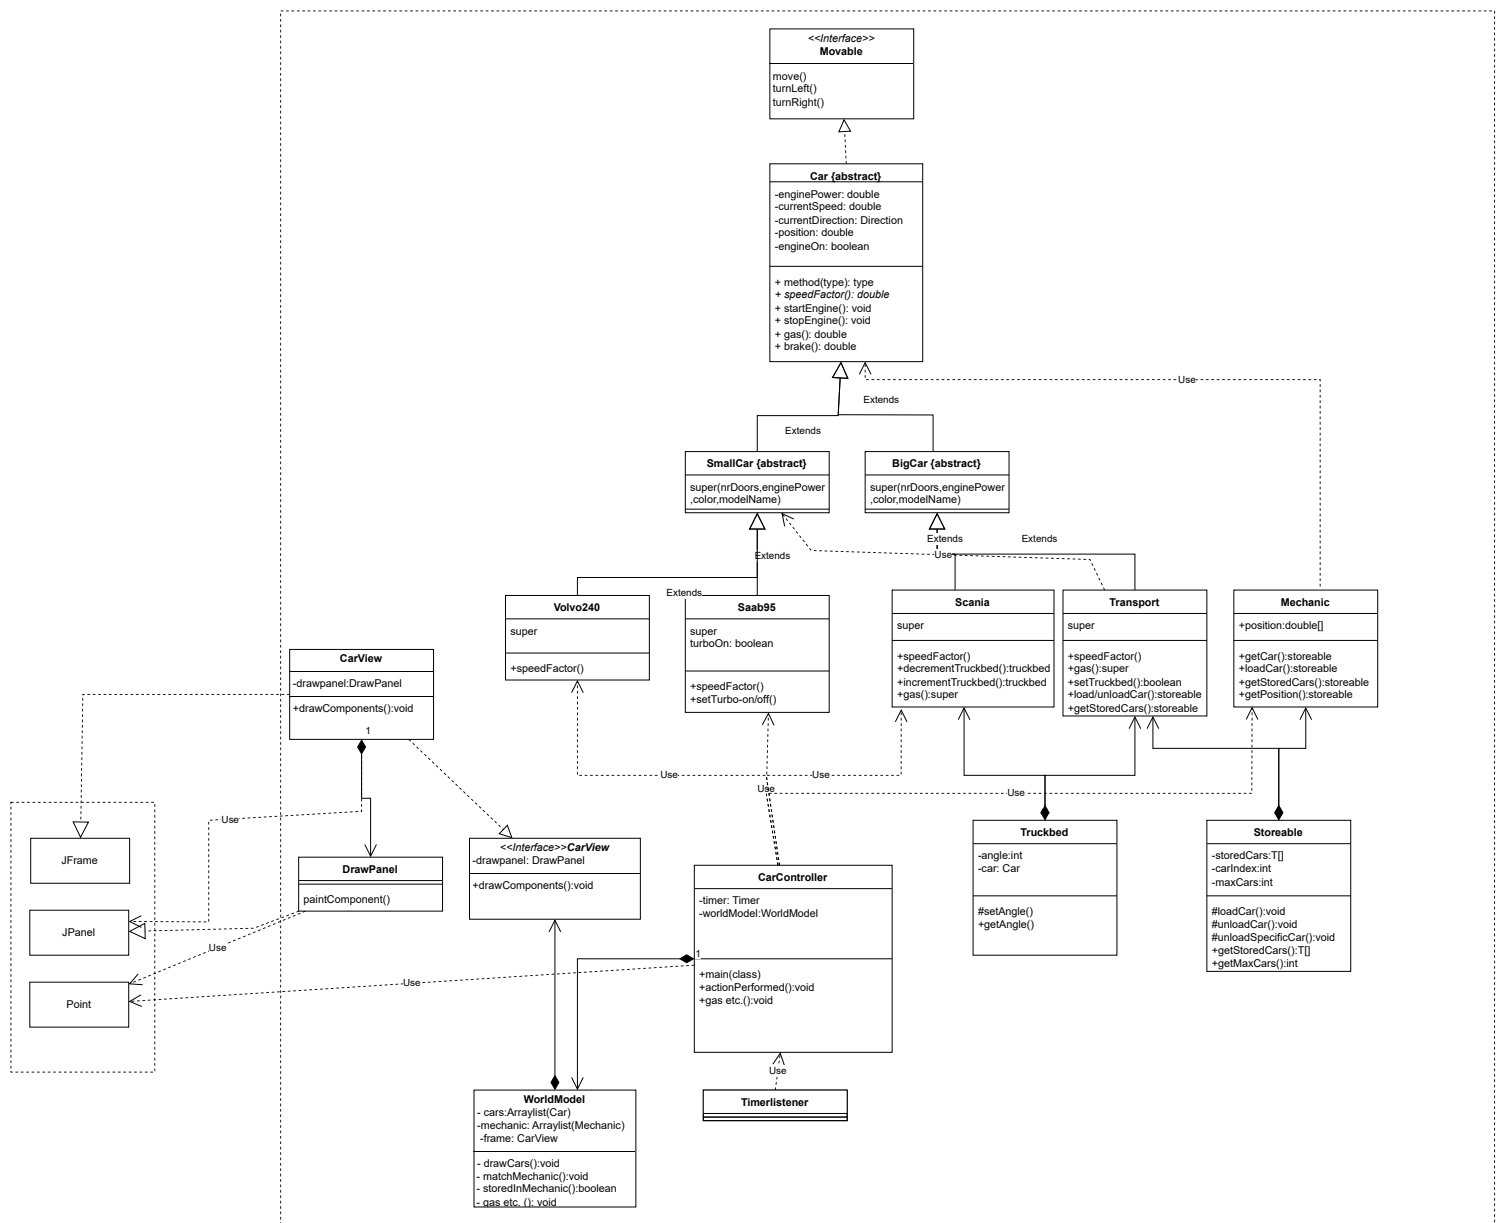 <<Interface>>
Movable
move()
turnLeft()
turnRight()
Car {abstract}
-enginePower: double
-currentSpeed: double
-currentDirection: Direction
-position: double
-engineOn: boolean
+ method(type): type
+ speedFactor(): double
+ startEngine(): void
+ stopEngine(): void
+ gas(): double
+ brake(): double
Use
Extends
Extends
SmallCar {abstract}
super(nrDoors,enginePower
,color,modelName)
BigCar {abstract}
super(nrDoors,enginePower
,color,modelName)
Extends
Extends
Extends
Use
Extends
Volvo240
super
+speedFactor()
Saab95
super
turboOn: boolean
+speedFactor()
+setTurbo-on/off()
Scania
super
+speedFactor()
+decrementTruckbed():truckbed
+incrementTruckbed():truckbed
+gas():super
Transport
super
+speedFactor()
+gas():super
+setTruckbed():boolean
+load/unloadCar():storeable
+getStoredCars():storeable
Mechanic
+position:double[]
+getCar():storeable
+loadCar():storeable
+getStoredCars():storeable
+getPosition():storeable
CarView
-drawpanel:DrawPanel
+drawComponents():void
1
Use
Use
Use
Use
Use
JFrame
JPanel
Point
DrawPanel
paintComponent()
Use
Use
<<Interface>>CarView
-drawpanel: DrawPanel
+drawComponents():void
CarController
-timer: Timer
-worldModel:WorldModel
1
+main(class)
+actionPerformed():void
+gas etc.():void
Truckbed
-angle:int
-car: Car
#setAngle()
+getAngle()
Storeable
-storedCars:T[]
-carIndex:int
-maxCars:int
#loadCar():void
#unloadCar():void
#unloadSpecificCar():void
+getStoredCars():T[]
+getMaxCars():int
Use
Timerlistener
WorldModel
- cars:Arraylist(Car)
-mechanic: Arraylist(Mechanic)
-frame: CarView
- drawCars():void
- matchMechanic():void
- storedInMechanic():boolean
- gas etc. (): void